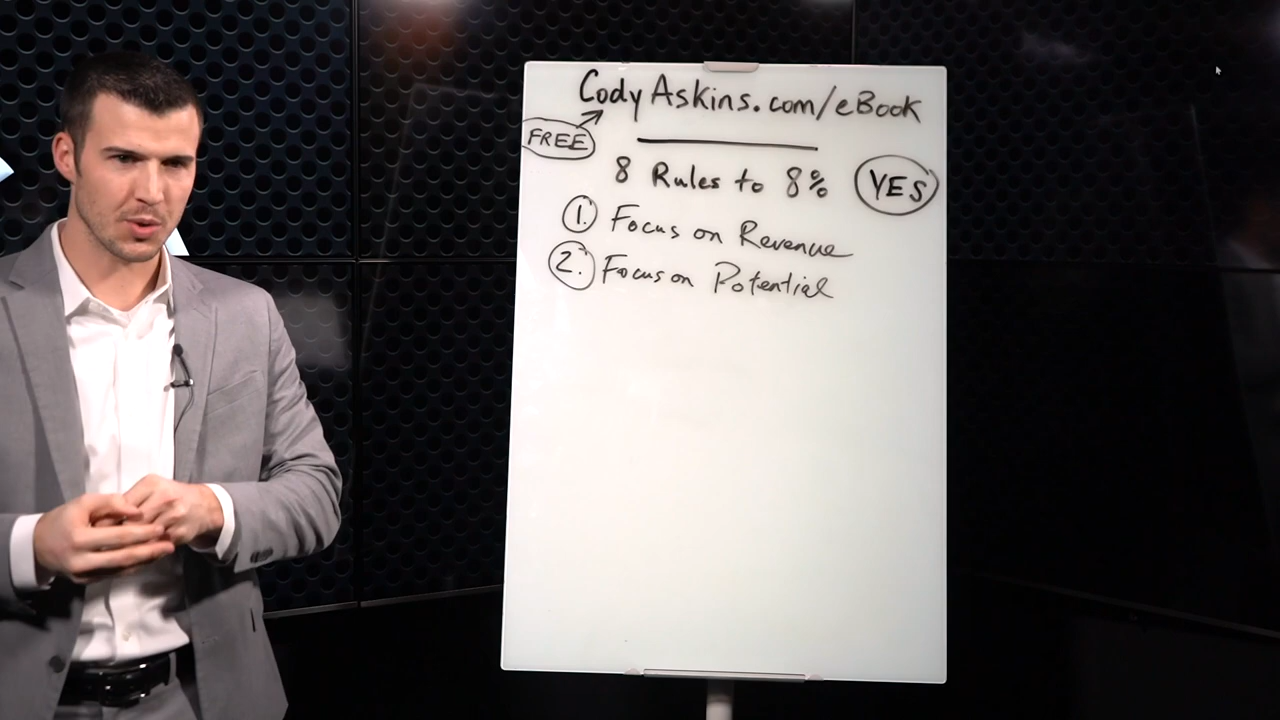 CodyAskins.com/eBook
FREE
8 Rules to 8%
YES
1. Focus on Revenue
2. Focus on Potential